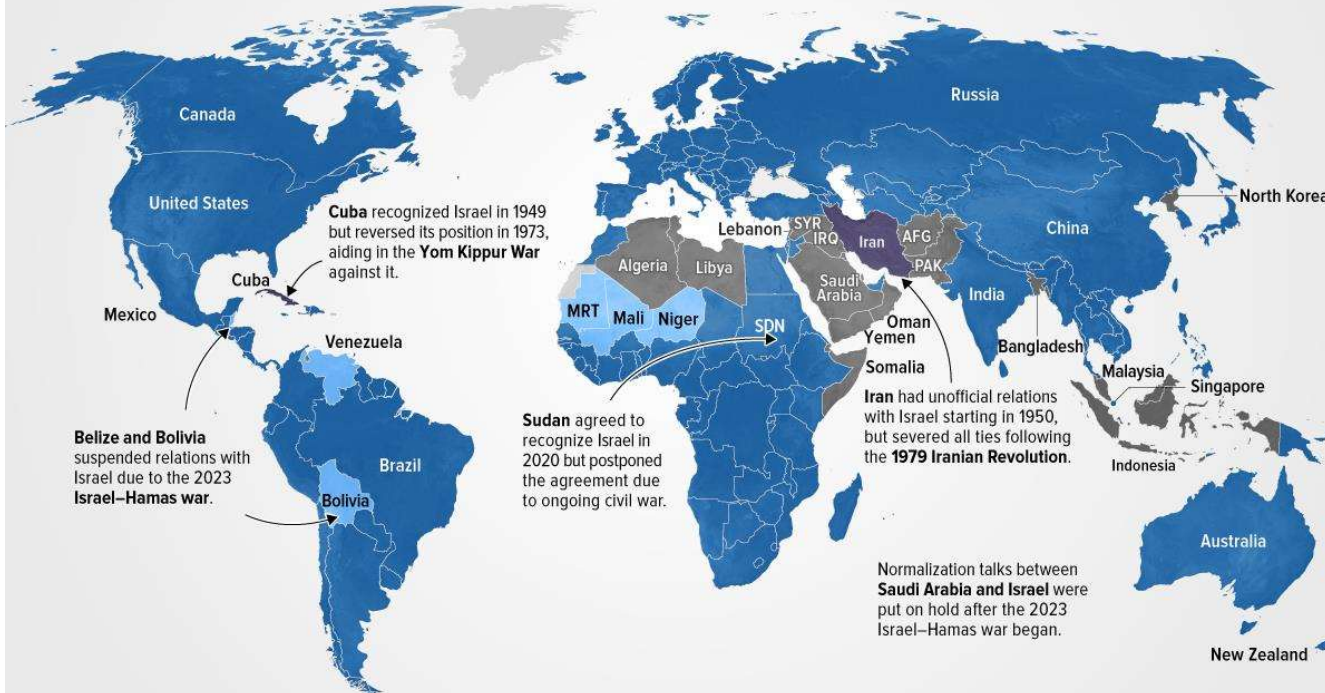 Canada
Russia
United States
North Korea
Cuba recognized Israel in 1949
but reversed its position in 1973,
aiding in the Yom Kippur War
against it.
Lebanon
SYR
IRQ
Iran
AFG
PAK
China
Algeria
Libya
Saudi
Arabia
India
Cuba
Mexico
MRT
Mali
Niger
SDN
Oman
Yemen
Bangladesh
Venezuela
Somalia
Malaysia
Singapore
Belize and Bolivia
suspended relations with
Israel due to the 2023
Israel–Hamas war.
Brazil
Bolivia
Sudan agreed to
recognize Israel in
2020 but postponed
the agreement due
to ongoing civil war.
Iran had unofficial relations
with Israel starting in 1950,
but severed all ties following
the 1979 Iranian Revolution.
Indonesia
Australia
Normalization talks between
Saudi Arabia and Israel were
put on hold after the 2023
Israel–Hamas war began.
New Zealand